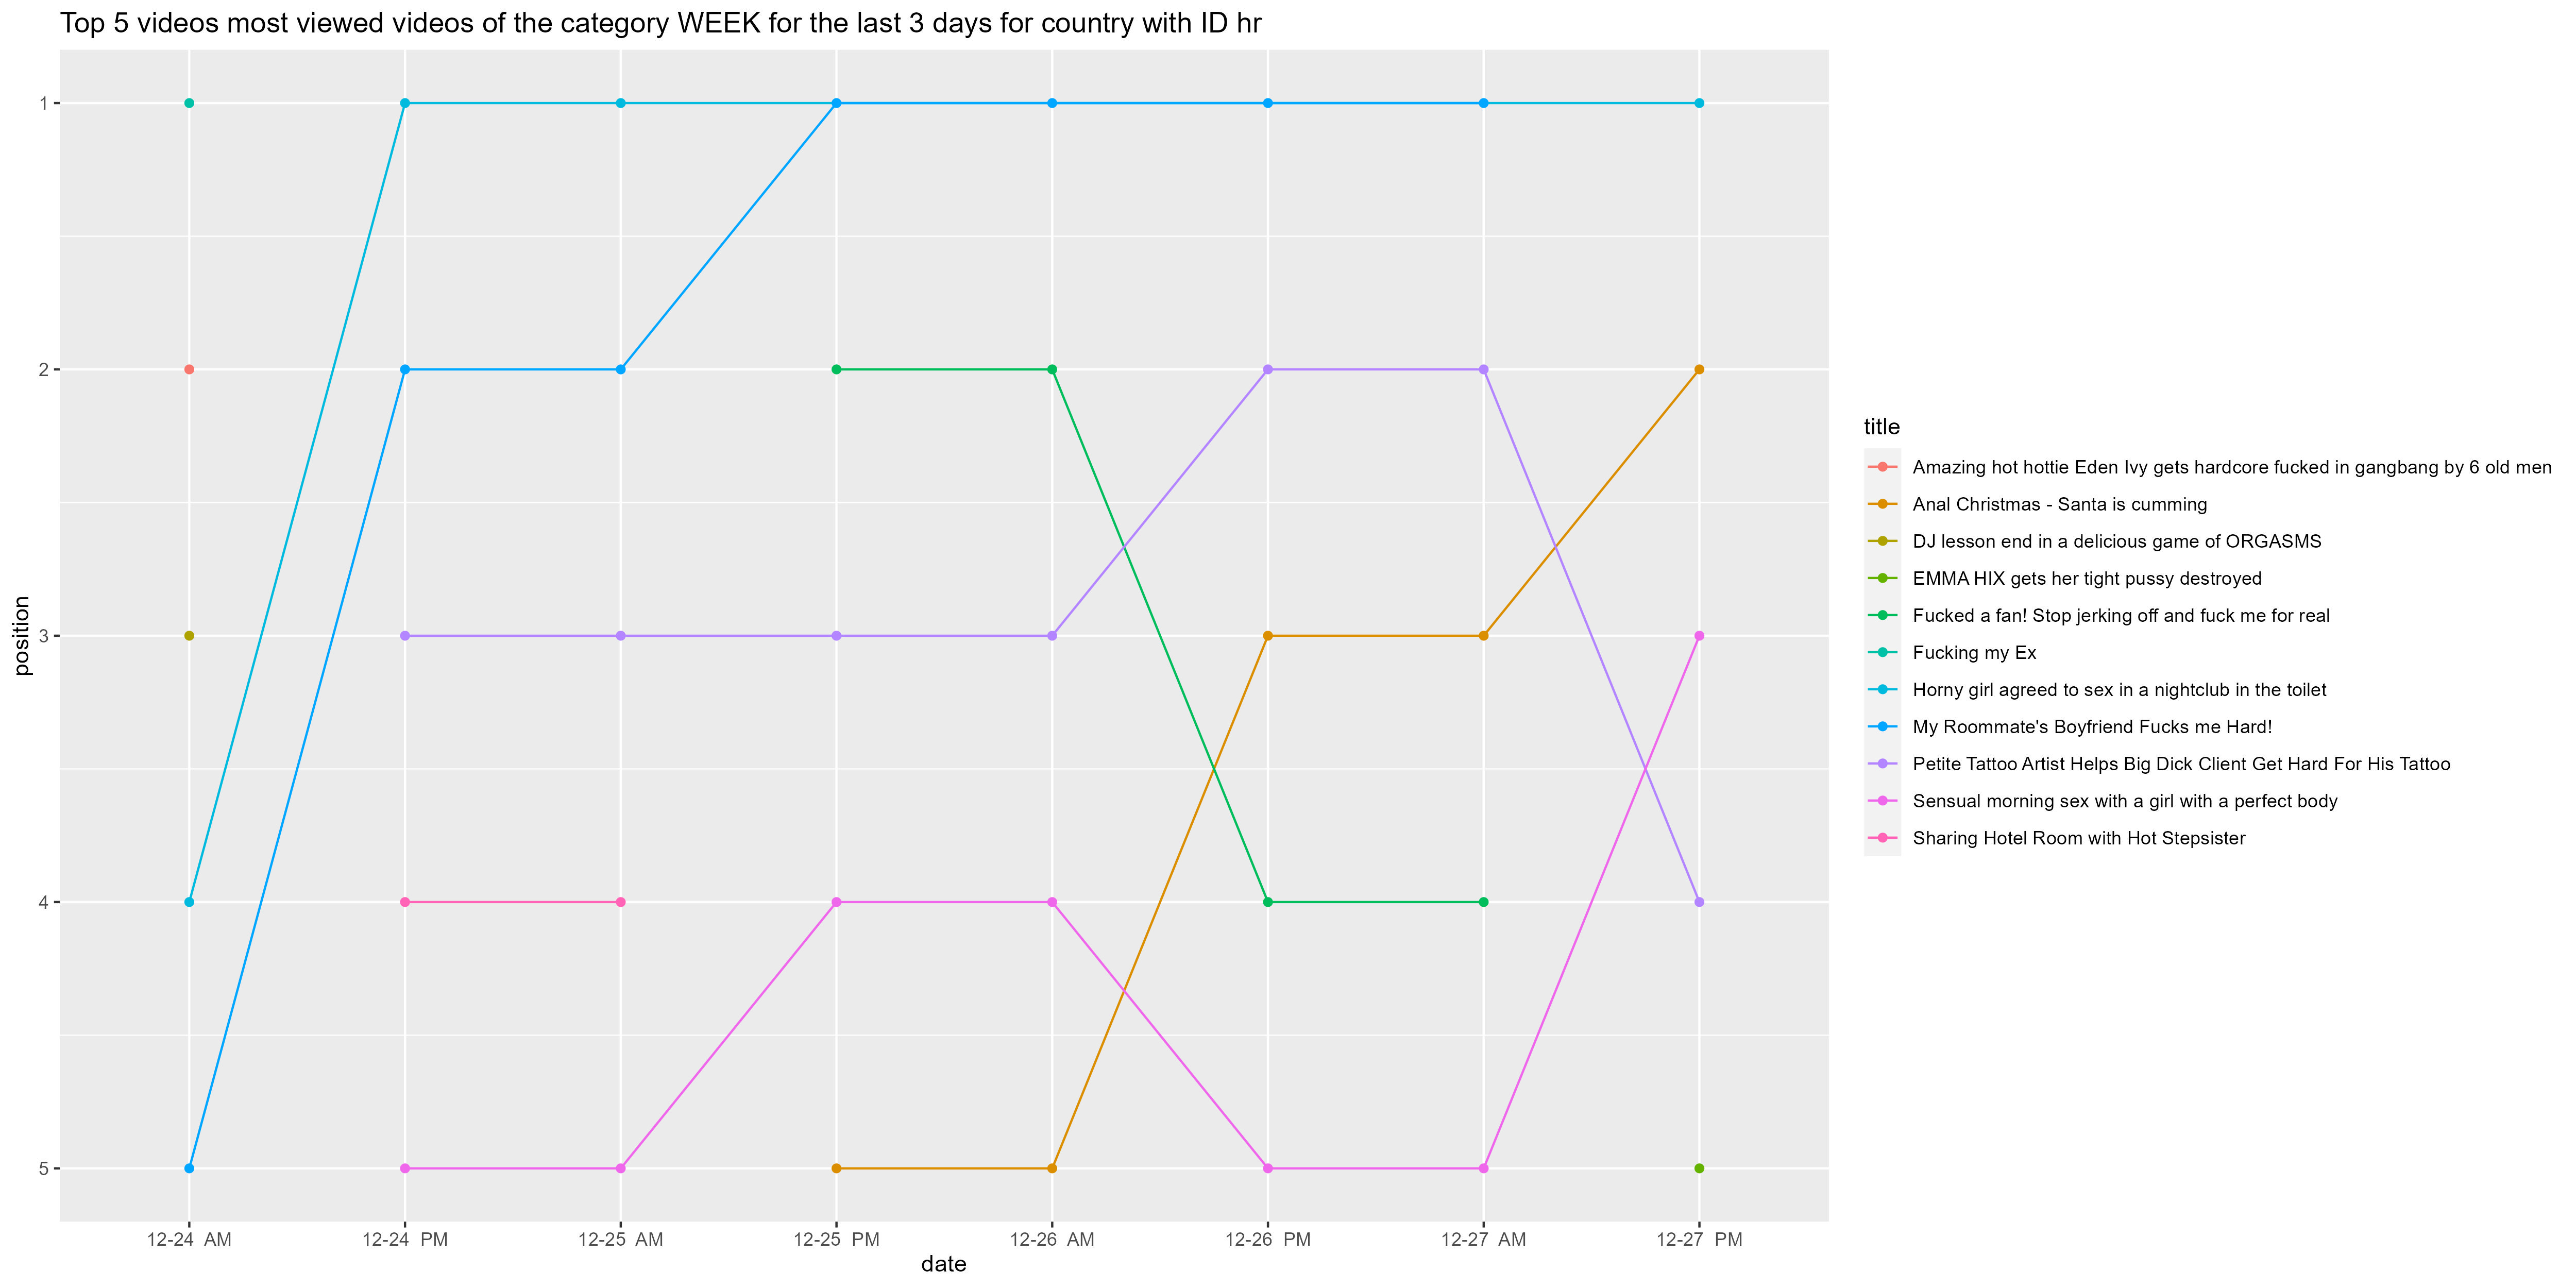 Top 5 videos most viewed videos of the category WEEK for the last 3 days for country with ID hr
1
2
3
4
5
position
12-24 AM
12-24 PM
12-25 AM
12-25 PM
12-26 AM
12-26 PM
12-27 AM
12-27 PM
date
title
Amazing hot hottie Eden Ivy gets hardcore fucked in gangbang by 6 old men
Anal Christmas - Santa is cumming
DJ lesson end in a delicious game of ORGASMS
EMMA HIX gets her tight pussy destroyed
Fucked a fan! Stop jerking off and fuck me for real
Fucking my Ex
Horny girl agreed to sex in a nightclub in the toilet
My Roommate's Boyfriend Fucks me Hard!
Petite Tattoo Artist Helps Big Dick Client Get Hard For His Tattoo
Sensual morning sex with a girl with a perfect body
Sharing Hotel Room with Hot Stepsister